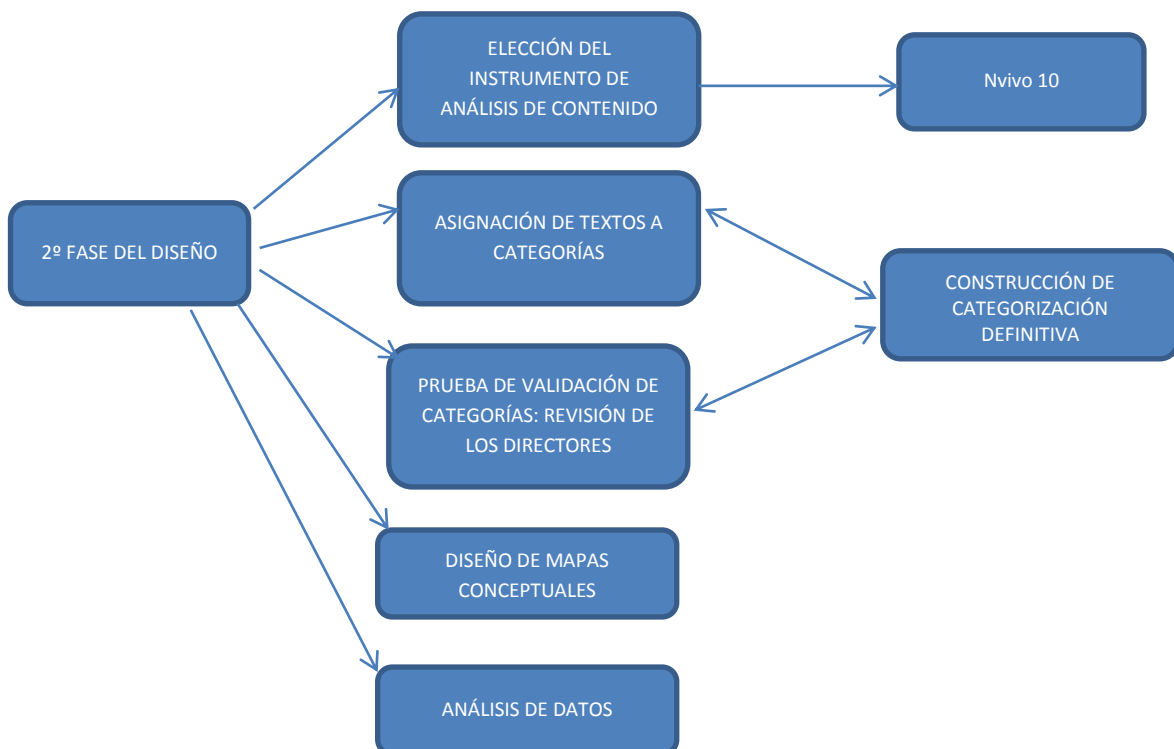 ELECCIÓN DEL
INSTRUMENTO DE
ANÁLISIS DE CONTENIDO
Nvivo 10
2º FASE DEL DISEÑO
ASIGNACIÓN DE TEXTOS A
CATEGORÍAS
CONSTRUCCIÓN DE
CATEGORIZACIÓN
DEFINITIVA
PRUEBA DE VALIDACIÓN DE
CATEGORÍAS: REVISIÓN DE
LOS DIRECTORES
DISEÑO DE MAPAS
CONCEPTUALES
ANÁLISIS DE DATOS